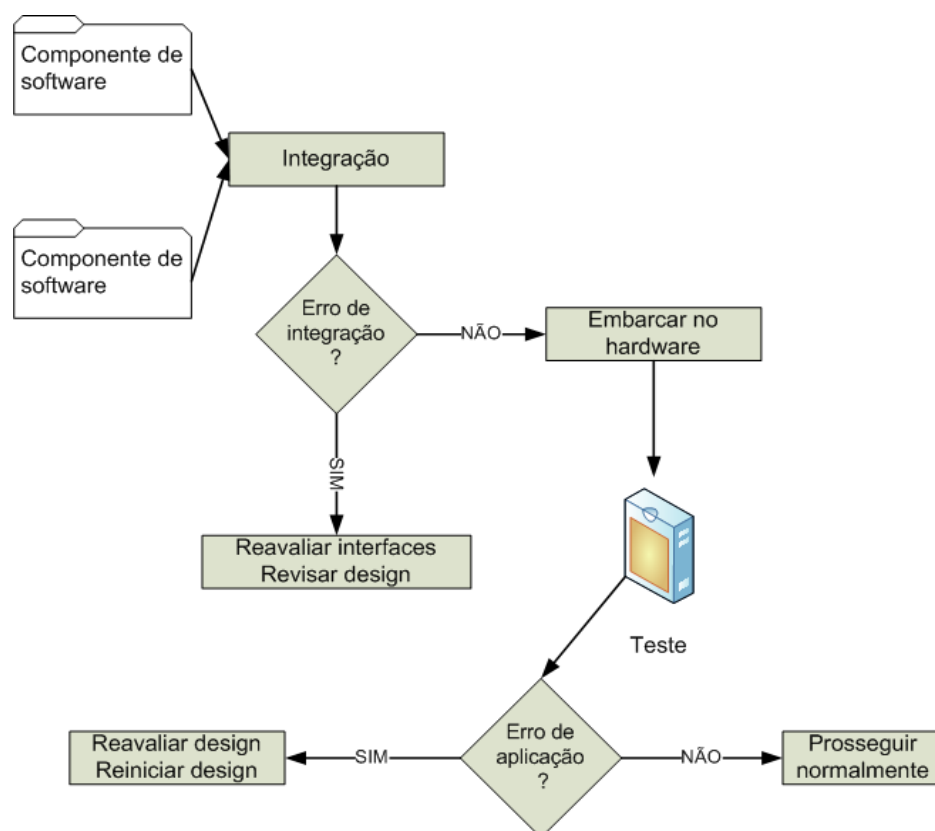 Componente de
software
Integração
Componente de
software
Erro de
integração
?
NÃO
Embarcar no
hardware
SIM
Reavaliar interfaces
Revisar design
Teste
Erro de
aplicação
?
SIM
Reavaliar design
Reiniciar design
NÃO
Prosseguir
normalmente